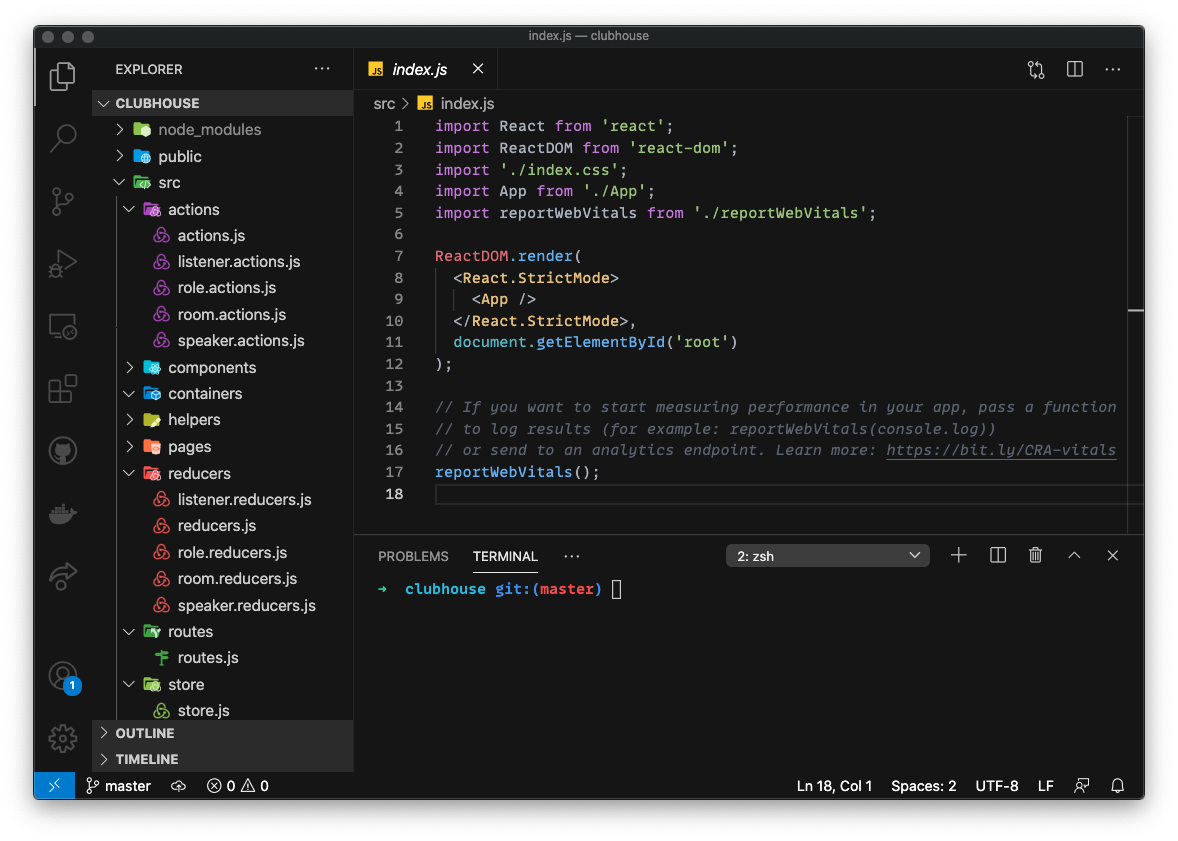 index.js — clubhouse
EXPLORER
CLUBHOUSE
node_modules
public
src
actions
actions.js
listener.actions.js
role.actions.js
room.actions.js
speaker.actions.js
components
containers
helpers
pages
reducers
listener.reducers.js
reducers.js
role.reducers.js
room.reducers.js
speaker.reducers.js
routes
routes.js
store
store.js
OUTLINE
TIMELINE
1
JS index.js
src > JS index.js
1 import React from 'react';
2 import ReactDOM from 'react-dom';
3 import './index.css';
4 import App from './App';
5 import reportWebVitals from './reportWebVitals';
6
7 ReactDOM.render(
8 <React.StrictMode>
9 <App />
10 </React.StrictMode>,
11 document.getElementById('root')
12 );
13
14 // If you want to start measuring performance in your app, pass a function
15 // to log results (for example: reportWebVitals(console.log))
16 // or send to an analytics endpoint. Learn more: https://bit.ly/CRA-vitals
17 reportWebVitals();
18
PROBLEMS TERMINAL ··· 2: zsh
➜ clubhouse git:(master)
master 0 0 Ln 18, Col 1 Spaces: 2 UTF-8 LF